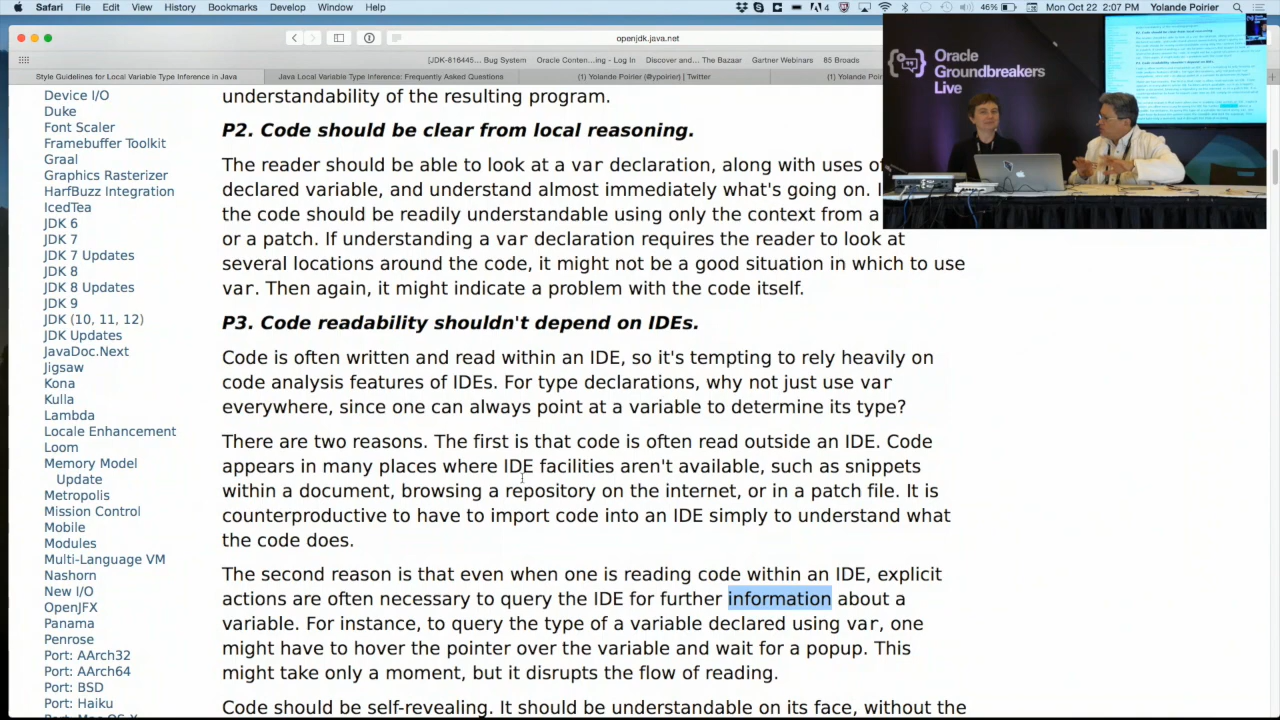 Safari File Edit View History Bookmarks Develop Window Help 4 46% Mon Oct 22 2:07 PM Yolande Poirier
openjdk.java.net
Style Guidelines for Local Variable Type Inference in Java
Duke
Font Scaler
Framebuffer Toolkit
Graal
Graphics Rasterizer
HarfBuzz Integration
IcedTea
JDK 6
JDK 7
JDK 7 Updates
JDK 8
JDK 8 Updates
JDK 9
JDK (10, 11, 12)
JDK Updates
JavaDoc.Next
Jigsaw
Kona
Kulla
Lambda
Locale Enhancement
Loom
Memory Model
Update
Metropolis
Mission Control
Mobile
Modules
Multi-Language VM
Nashorn
New I/O
OpenJFX
Panama
Penrose
Port: AArch32
Port: AArch64
Port: BSD
Port: Haiku
understandability of the
program.
P2. Code should be clear from local reasoning.
The reader should be able to look at a var declaration, along with uses of
declared variable, and understand almost immediately what's going on.
the code should be readily understandable using only the context from a
or a patch. If understanding a var declaration requires the reader to look at
several locations around the code, it might not be a good situation in which to use
var. Then again, it might indicate a problem with the code itself.
P3. Code readability shouldn't depend on IDEs.
Code is often written and read within an IDE, so it's tempting to rely heavily on
code analysis features of IDEs. For type declarations, why not just use var
everywhere, since one can always point at a variable to determine its type?
There are two reasons. The first is that code is often read outside an IDE. Code
appears in many places where IDE facilities aren't available, such as snippets
within a document, browsing a repository on the internet, or in a patch file. It is
counterproductive to have to import code into an IDE simply to understand what
the code does.
The second reason is that even when one is reading code within an IDE, explicit
actions are often necessary to query the IDE for further information about a
variable. For instance, to query the type of a variable declared using var, one
might have to hover the pointer over the variable and wait for a popup. This
might take only a moment, but it disrupts the flow of reading.
Code should be self-revealing. It should be understandable on its face, without the
Oracle
Groundbreakers
Live